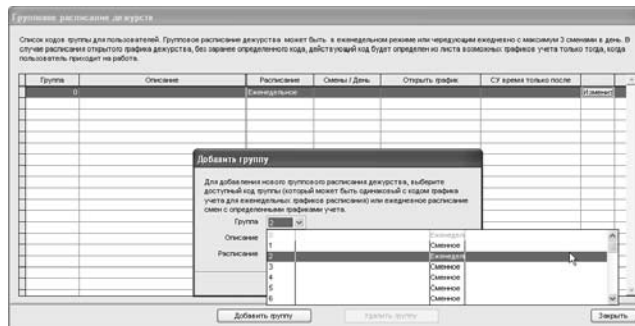 Групповое расписание дежурств
Список кодов группы для пользователей. Групповое расписание дежурства может быть в еженедельном режиме или чередующим ежедневно с максимум 3 сменами в день. В
случае расписания открытого графика дежурства, без заранее определенного кода, действующий код будет определен из листа возможных графиков учета только тогда, когда
пользователь приходит на работа.
Группа Описание Расписание Смены / День Открыть график СУ время только после
0 Еженедельное Изменит
Добавить группу
Для добавления нового группового расписания дежурства, выберите
доступный код группы (который может быть одинаковый с кодом графика
учета для еженедельных графиков расписания) или ежедневное расписание
смен с определенными графиками учета.
Группа 2
Описание
Расписание
0 Еженедел
1 Сменное
2 Еженедел
3 Сменное
4 Сменное
5 Сменное
6 Сменное
Добавить группу Удалить группу Закрыть